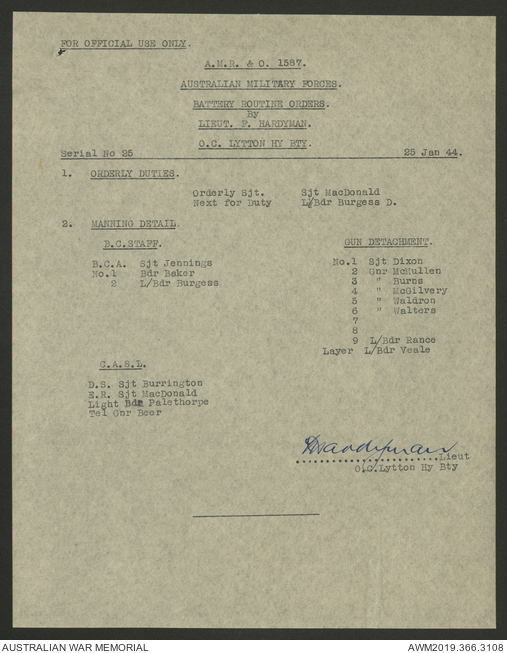 FOR OFFICIAL USE ONLY.
A.M.R. & O. 1587.
AUSTRALIAN MILITARY FORCES.
BATTERY ROUTINE ORDERS.
By
LIEUT. F. HARDYMAN.
O.C. LYTTON HY BTY.
Serial No 25 25 Jan 44.
1. ORDERLY DUTIES.
Orderly Sjt. Sjt MacDonald
Next for Duty L/Bdr Burgess D.
2. MANNING DETAIL.
B.C.STAFF.
B.C.A. Sjt Jennings
No.1 Bdr Baker
2 L/Bdr Burgess
GUN DETACHMENT.
No.1 Sjt Dixon
2 Gnr McMullen
3 " Burns
4 " McGilvery
5 " Waldron
6 " Walters
7
8
9 L/Bdr Rance
Layer L/Bdr Veale
C.A.S.L.
D.S. Sjt Burrington
E.R. Sjt MacDonald
Light Bdr Palethorpe
Tel Gnr Beer
Hardyman
Lieut
O.C.Lytton Hy Bty
AUSTRALIAN WAR MEMORIAL AWM2019.366.3108